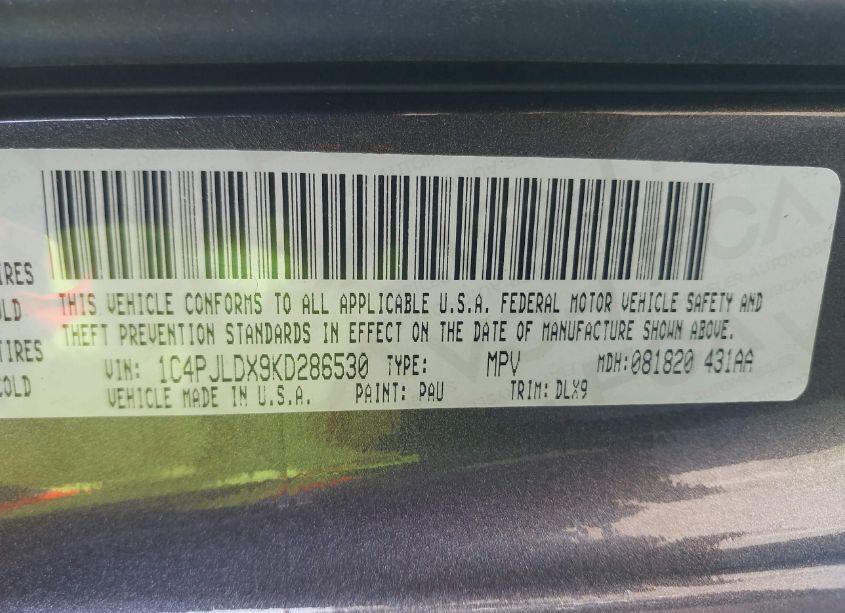 THIS VEHICLE CONFORMS TO ALL APPLICABLE U.S.A. FEDERAL MOTOR VEHICLE SAFETY AND
IRES
OLD
THEFT PREVENTION STANDARDS IN EFFECT ON THE DATE OF MANUFACTURE SHOWN ABOVE.
TIRES
VIN: 1C4PJLDX9KD286530 TYPE: MPV MDH:081820 431AA
COLD
VEHICLE MADE IN U.S.A. PAINT: PAU TRIM: DLX9